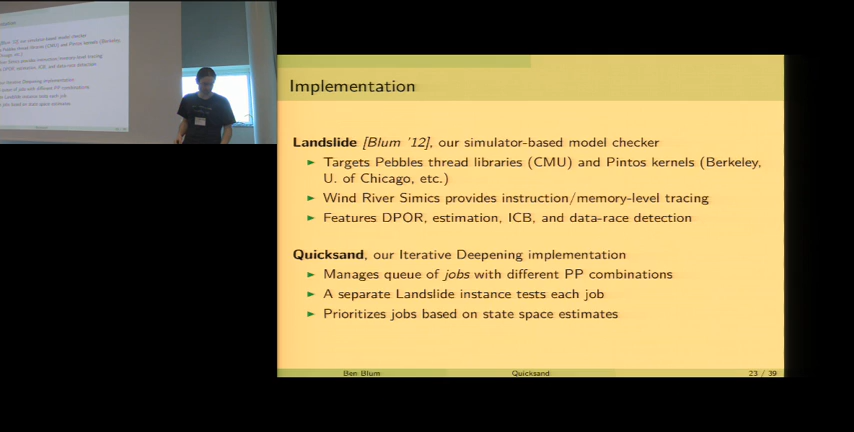 Implementation
Landslide [Blum '12], our simulator-based model checker
► Targets Pebbles thread libraries (CMU) and Pintos kernels (Berkeley,
U. of Chicago, etc.)
► Wind River Simics provides instruction/memory-level tracing
► Features DPOR, estimation, ICB, and data-race detection
Quicksand, our Iterative Deepening implementation
► Manages queue of jobs with different PP combinations
► A separate Landslide instance tests each job
► Prioritizes jobs based on state space estimates
Ben Blum Quicksand 23 / 39